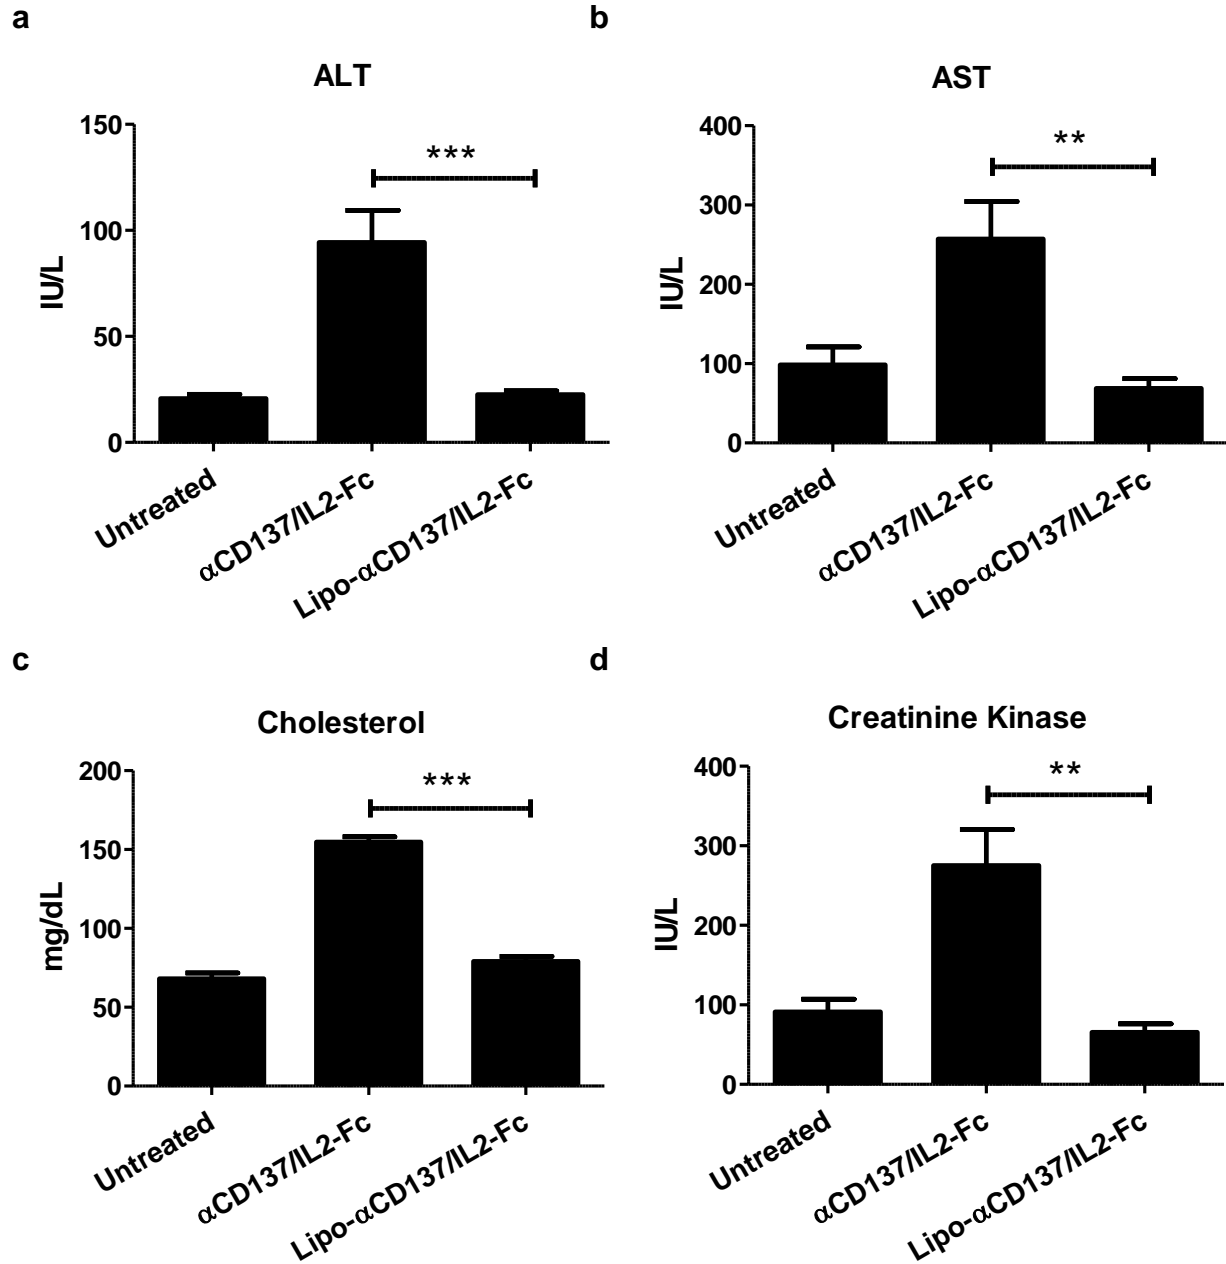 a
ALT
150
100
50
0
IU/L
***
Untreated
αCD137/IL2-Fc
Lipo-αCD137/IL2-Fc
b
AST
400
300
200
100
0
IU/L
**
Untreated
αCD137/IL2-Fc
Lipo-αCD137/IL2-Fc
c
Cholesterol
200
150
100
50
0
mg/dL
***
Untreated
αCD137/IL2-Fc
Lipo-αCD137/IL2-Fc
d
Creatinine Kinase
400
300
200
100
0
IU/L
**
Untreated
αCD137/IL2-Fc
Lipo-αCD137/IL2-Fc